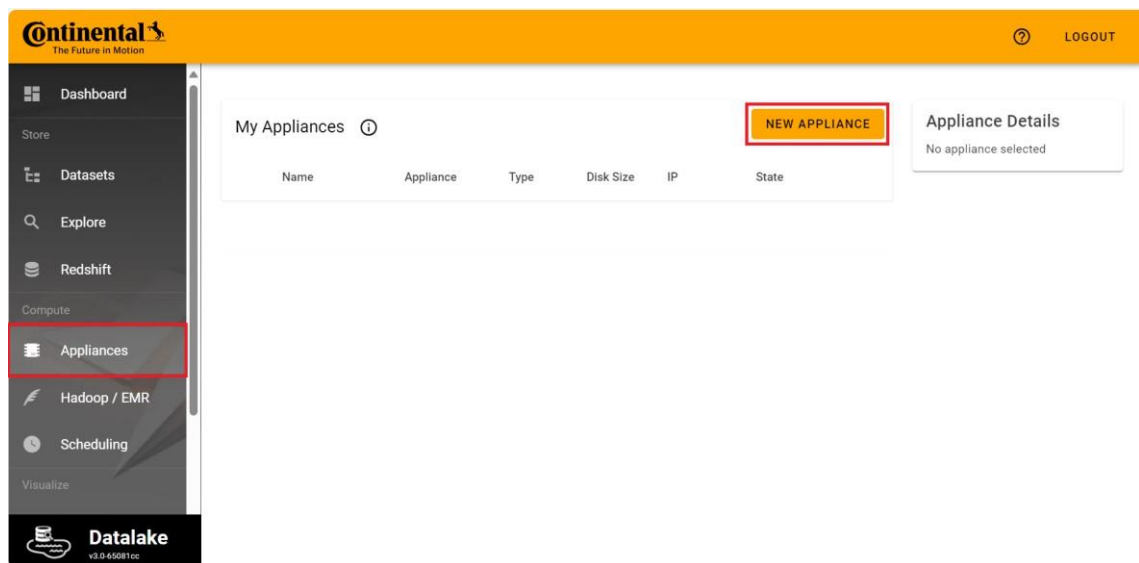 Continental
The Future in Motion
LOGOUT
Dashboard
Store
Datasets
Explore
Redshift
Compute
Appliances
Hadoop / EMR
Scheduling
Visualize
Datalake
v3.0-65081cc
My Appliances
NEW APPLIANCE
Name Appliance Type Disk Size IP State
Appliance Details
No appliance selected